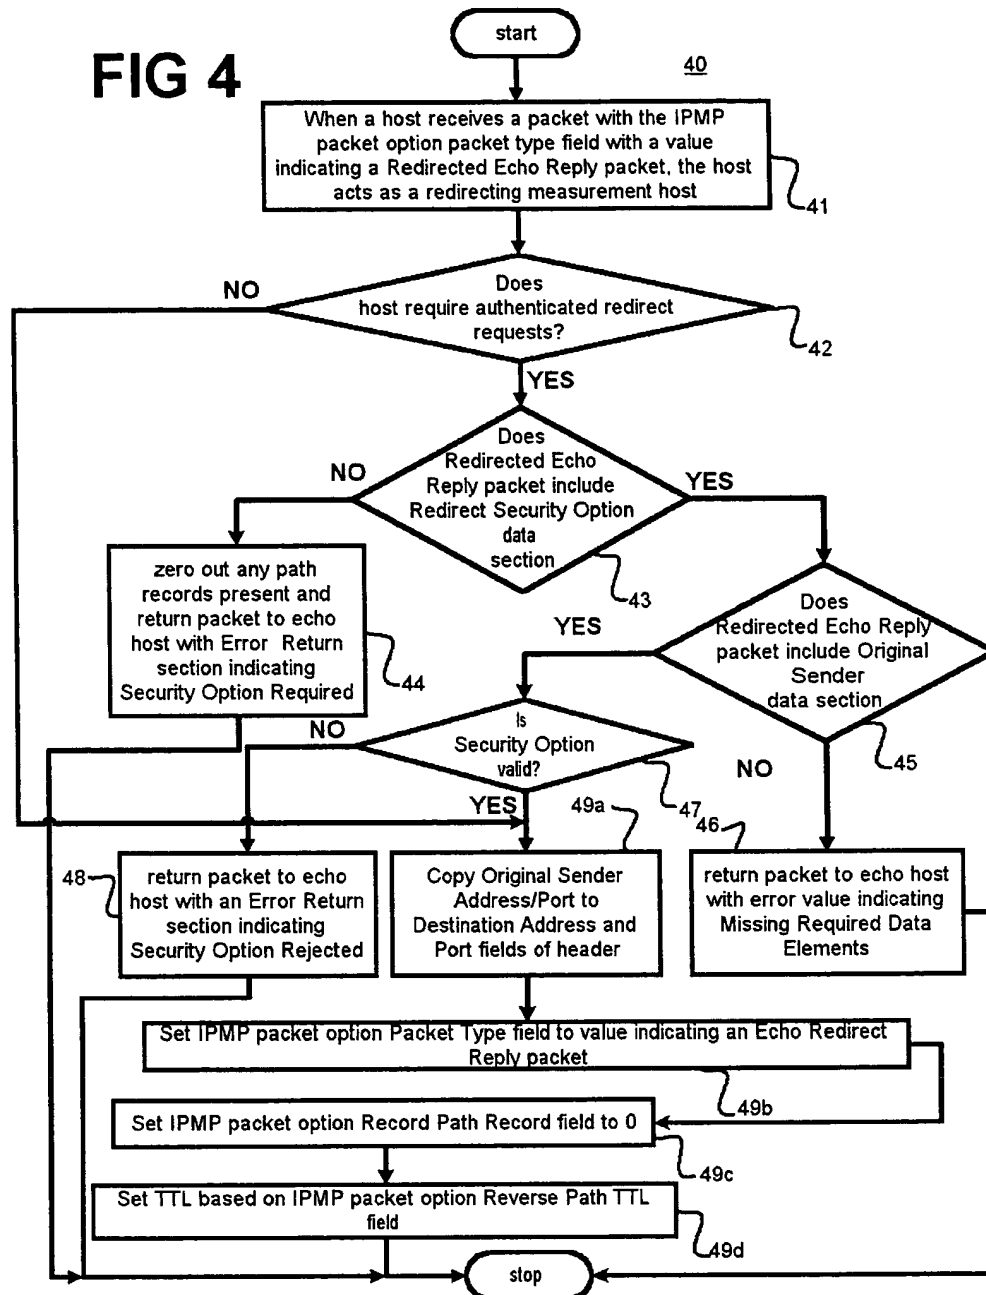 start
FIG 4
40
When a host receives a packet with the IPMP
packet option packet type field with a value
indicating a Redirected Echo Reply packet, the host
acts as a redirecting measurement host
41
NO
Does
host require authenticated redirect
requests?
42
YES
Does
Redirected Echo
Reply packet include
Redirect Security Option
data
section
NO
YES
43
zero out any path
records present and
return packet to echo
host with Error Return
section indicating
Security Option Required
44
YES
Does
Redirected Echo Reply
packet include Original
Sender
data section
45
NO
Is
Security Option
valid?
NO
47
YES
49a
46
48
return packet to echo
host with an Error Return
section indicating
Security Option Rejected
Copy Original Sender
Address/Port to
Destination Address and
Port fields of header
return packet to echo host
with error value indicating
Missing Required Data
Elements
Set IPMP packet option Packet Type field to value indicating an Echo Redirect
Reply packet
49b
Set IPMP packet option Record Path Record field to 0
49c
Set TTL based on IPMP packet option Reverse Path TTL
field
49d
stop